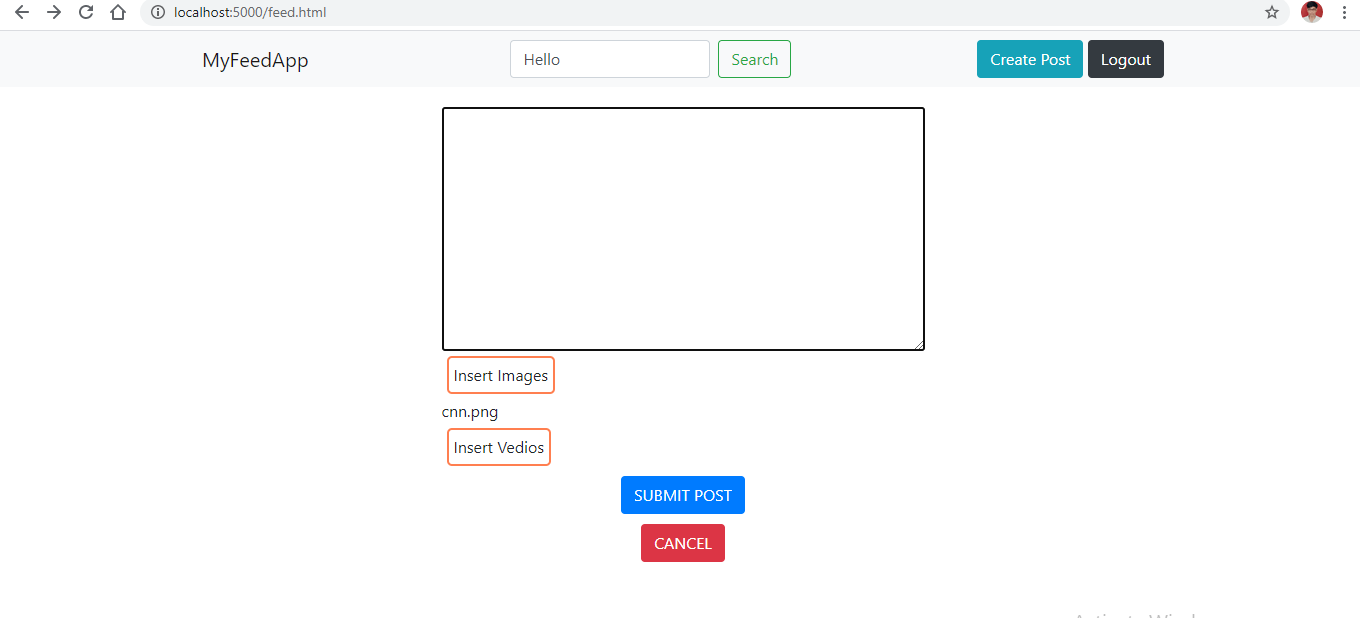 localhost:5000/feed.html
MyFeedApp Hello Search Create Post Logout
Insert Images
cnn.png
Insert Vedios
SUBMIT POST
CANCEL